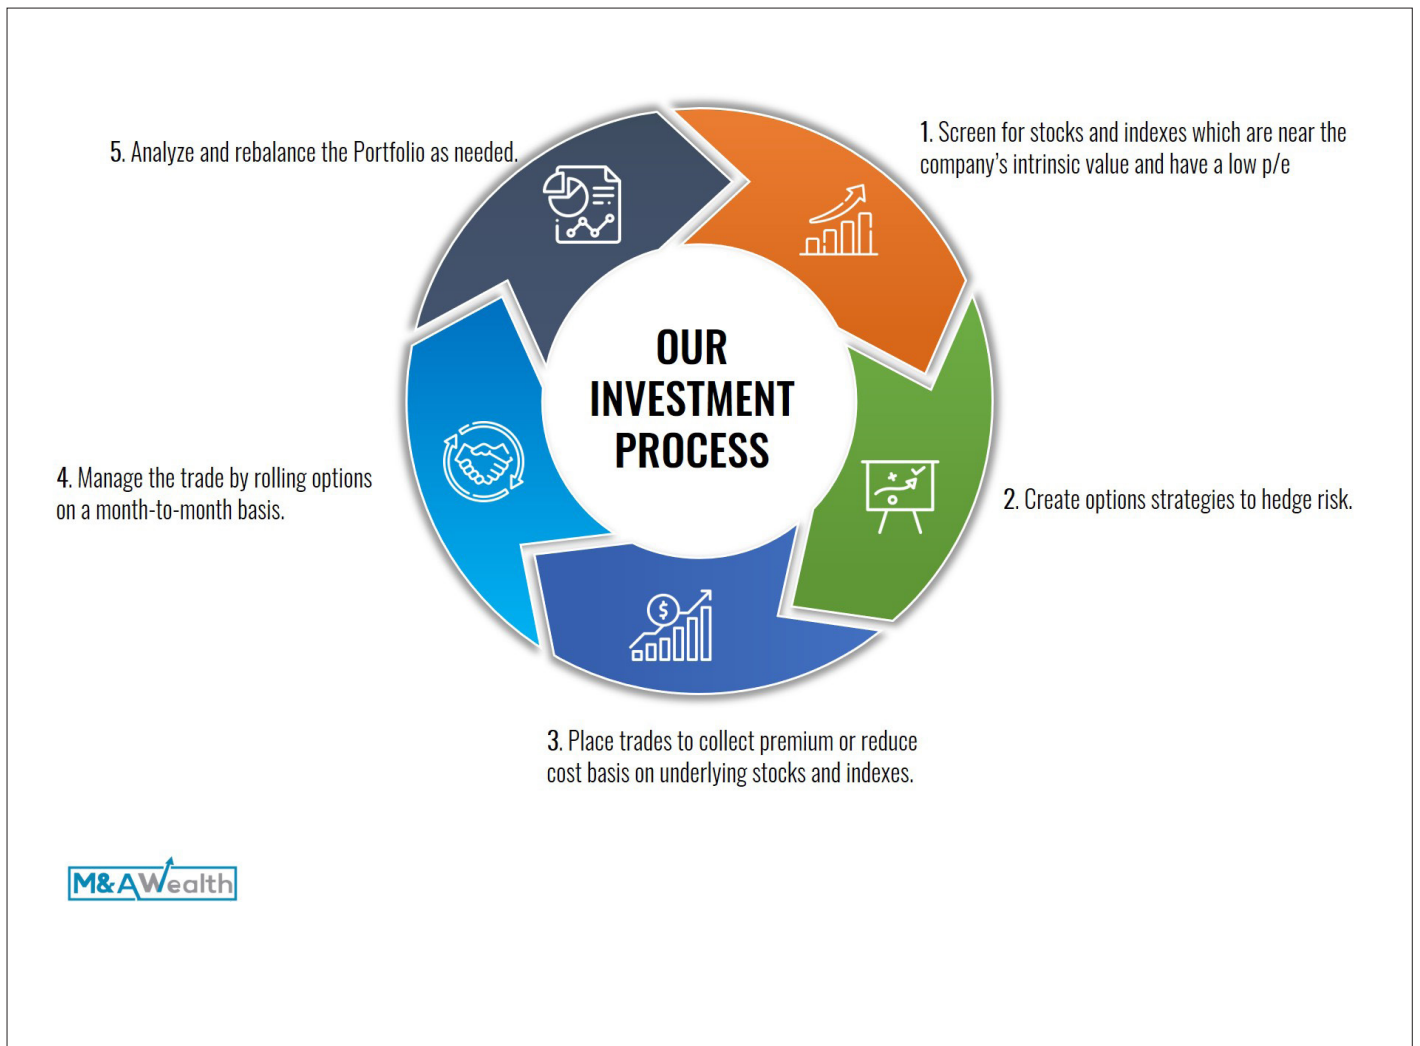 OUR
INVESTMENT
PROCESS
1. Screen for stocks and indexes which are near the
company’s intrinsic value and have a low p/e
2. Create options strategies to hedge risk.
3. Place trades to collect premium or reduce
cost basis on underlying stocks and indexes.
4. Manage the trade by rolling options
on a month-to-month basis.
5. Analyze and rebalance the Portfolio as needed.
$
M&AWealth